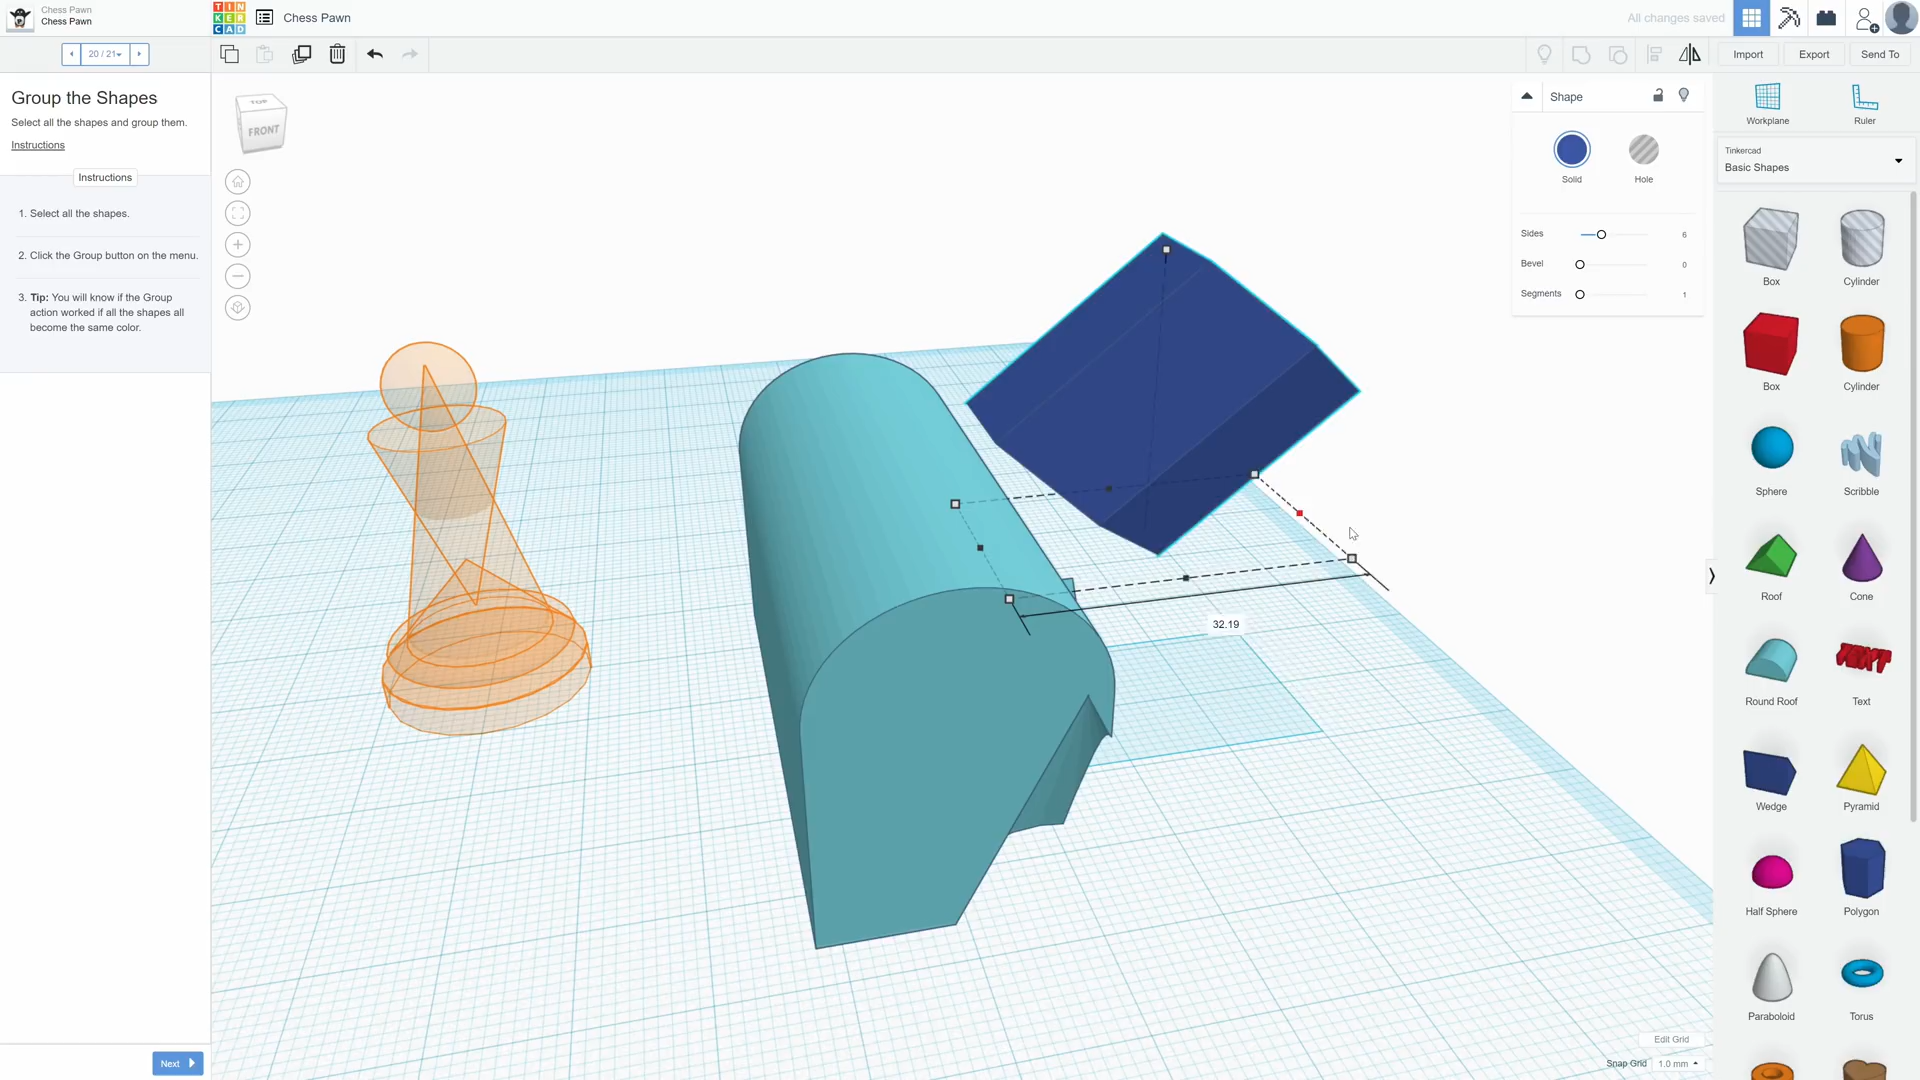 Chess Pawn
Chess Pawn
TIN
KER
CAD
Chess Pawn
All changes saved
20 / 21
Import
Export
Send To
Group the Shapes
Select all the shapes and group them.
Instructions
Instructions
1. Select all the shapes.
2. Click the Group button on the menu.
3. Tip: You will know if the Group
action worked if all the shapes all
become the same color.
Next
TOP
FRONT
32.19
Shape
Solid
Hole
Sides
6
Bevel
0
Segments
1
Workplane
Ruler
Tinkercad
Basic Shapes
Box
Cylinder
Box
Cylinder
Sphere
Scribble
Roof
Cone
Round Roof
TEXT
Text
Wedge
Pyramid
Half Sphere
Polygon
Paraboloid
Torus
Edit Grid
Snap Grid
1.0 mm